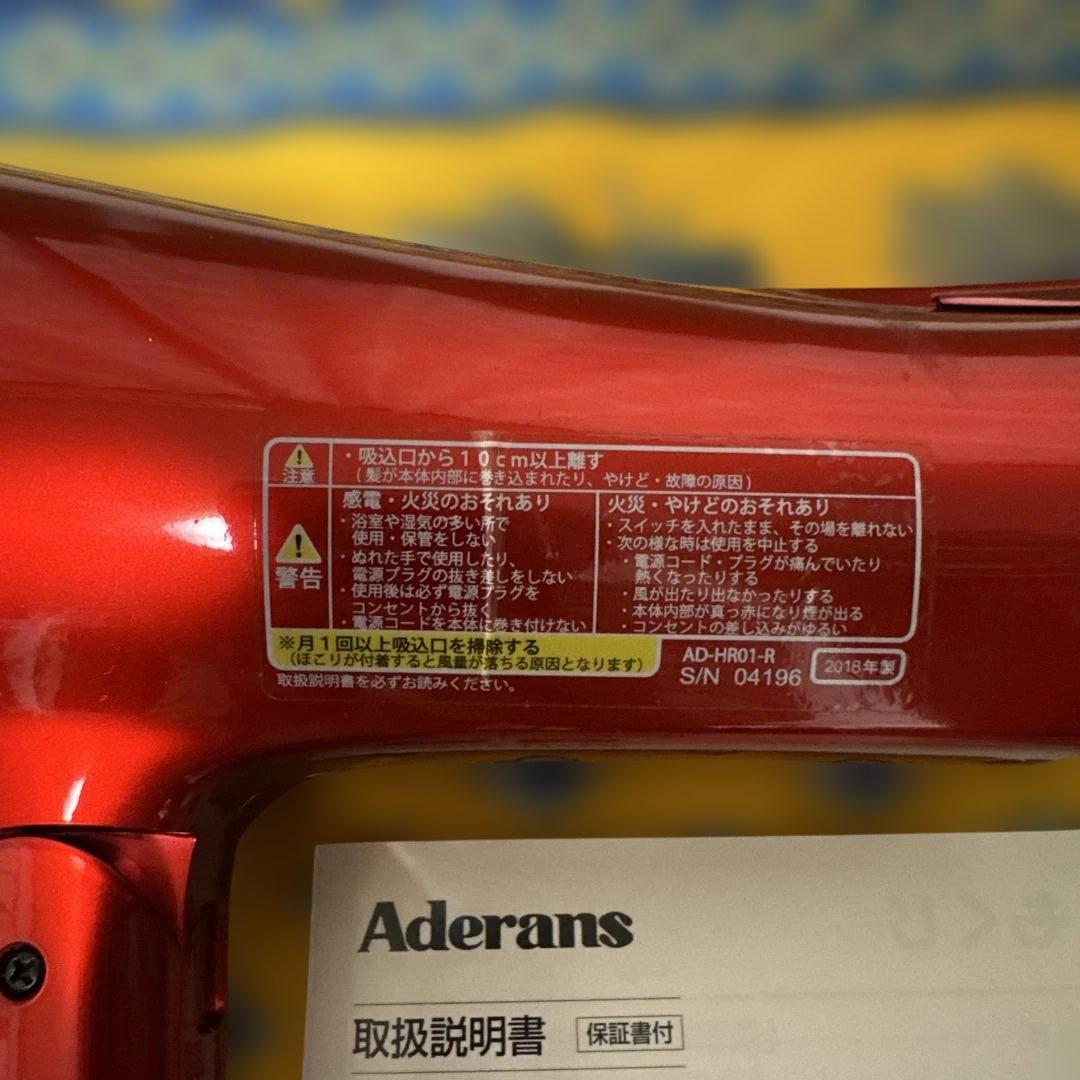 注意
・吸込口から１０ｃｍ以上離す
（髪が本体内部に巻き込まれたり、やけど・故障の原因）
警告
感電・火災のおそれあり
・浴室や湿気の多い所で
使用・保管をしない
・ぬれた手で使用したり、
電源プラグの抜き差しをしない
・使用後は必ず電源プラグを
コンセントから抜く
・電源コードを本体に巻き付けない
火災・やけどのおそれあり
・スイッチを入れたまま、その場を離れない
・次の様な時は使用を中止する
・電源コード・プラグが痛んでいたり
熱くなったりする
・風が出たり出なかったりする
・本体内部が真っ赤になり煙が出る
・コンセントの差し込みがゆるい
※月１回以上吸込口を掃除する
（ほこりが付着すると風量が落ちる原因となります）
取扱説明書を必ずお読みください。
AD-HR01-R
S/N 04196
2018年製
Aderans
取扱説明書
保証書付